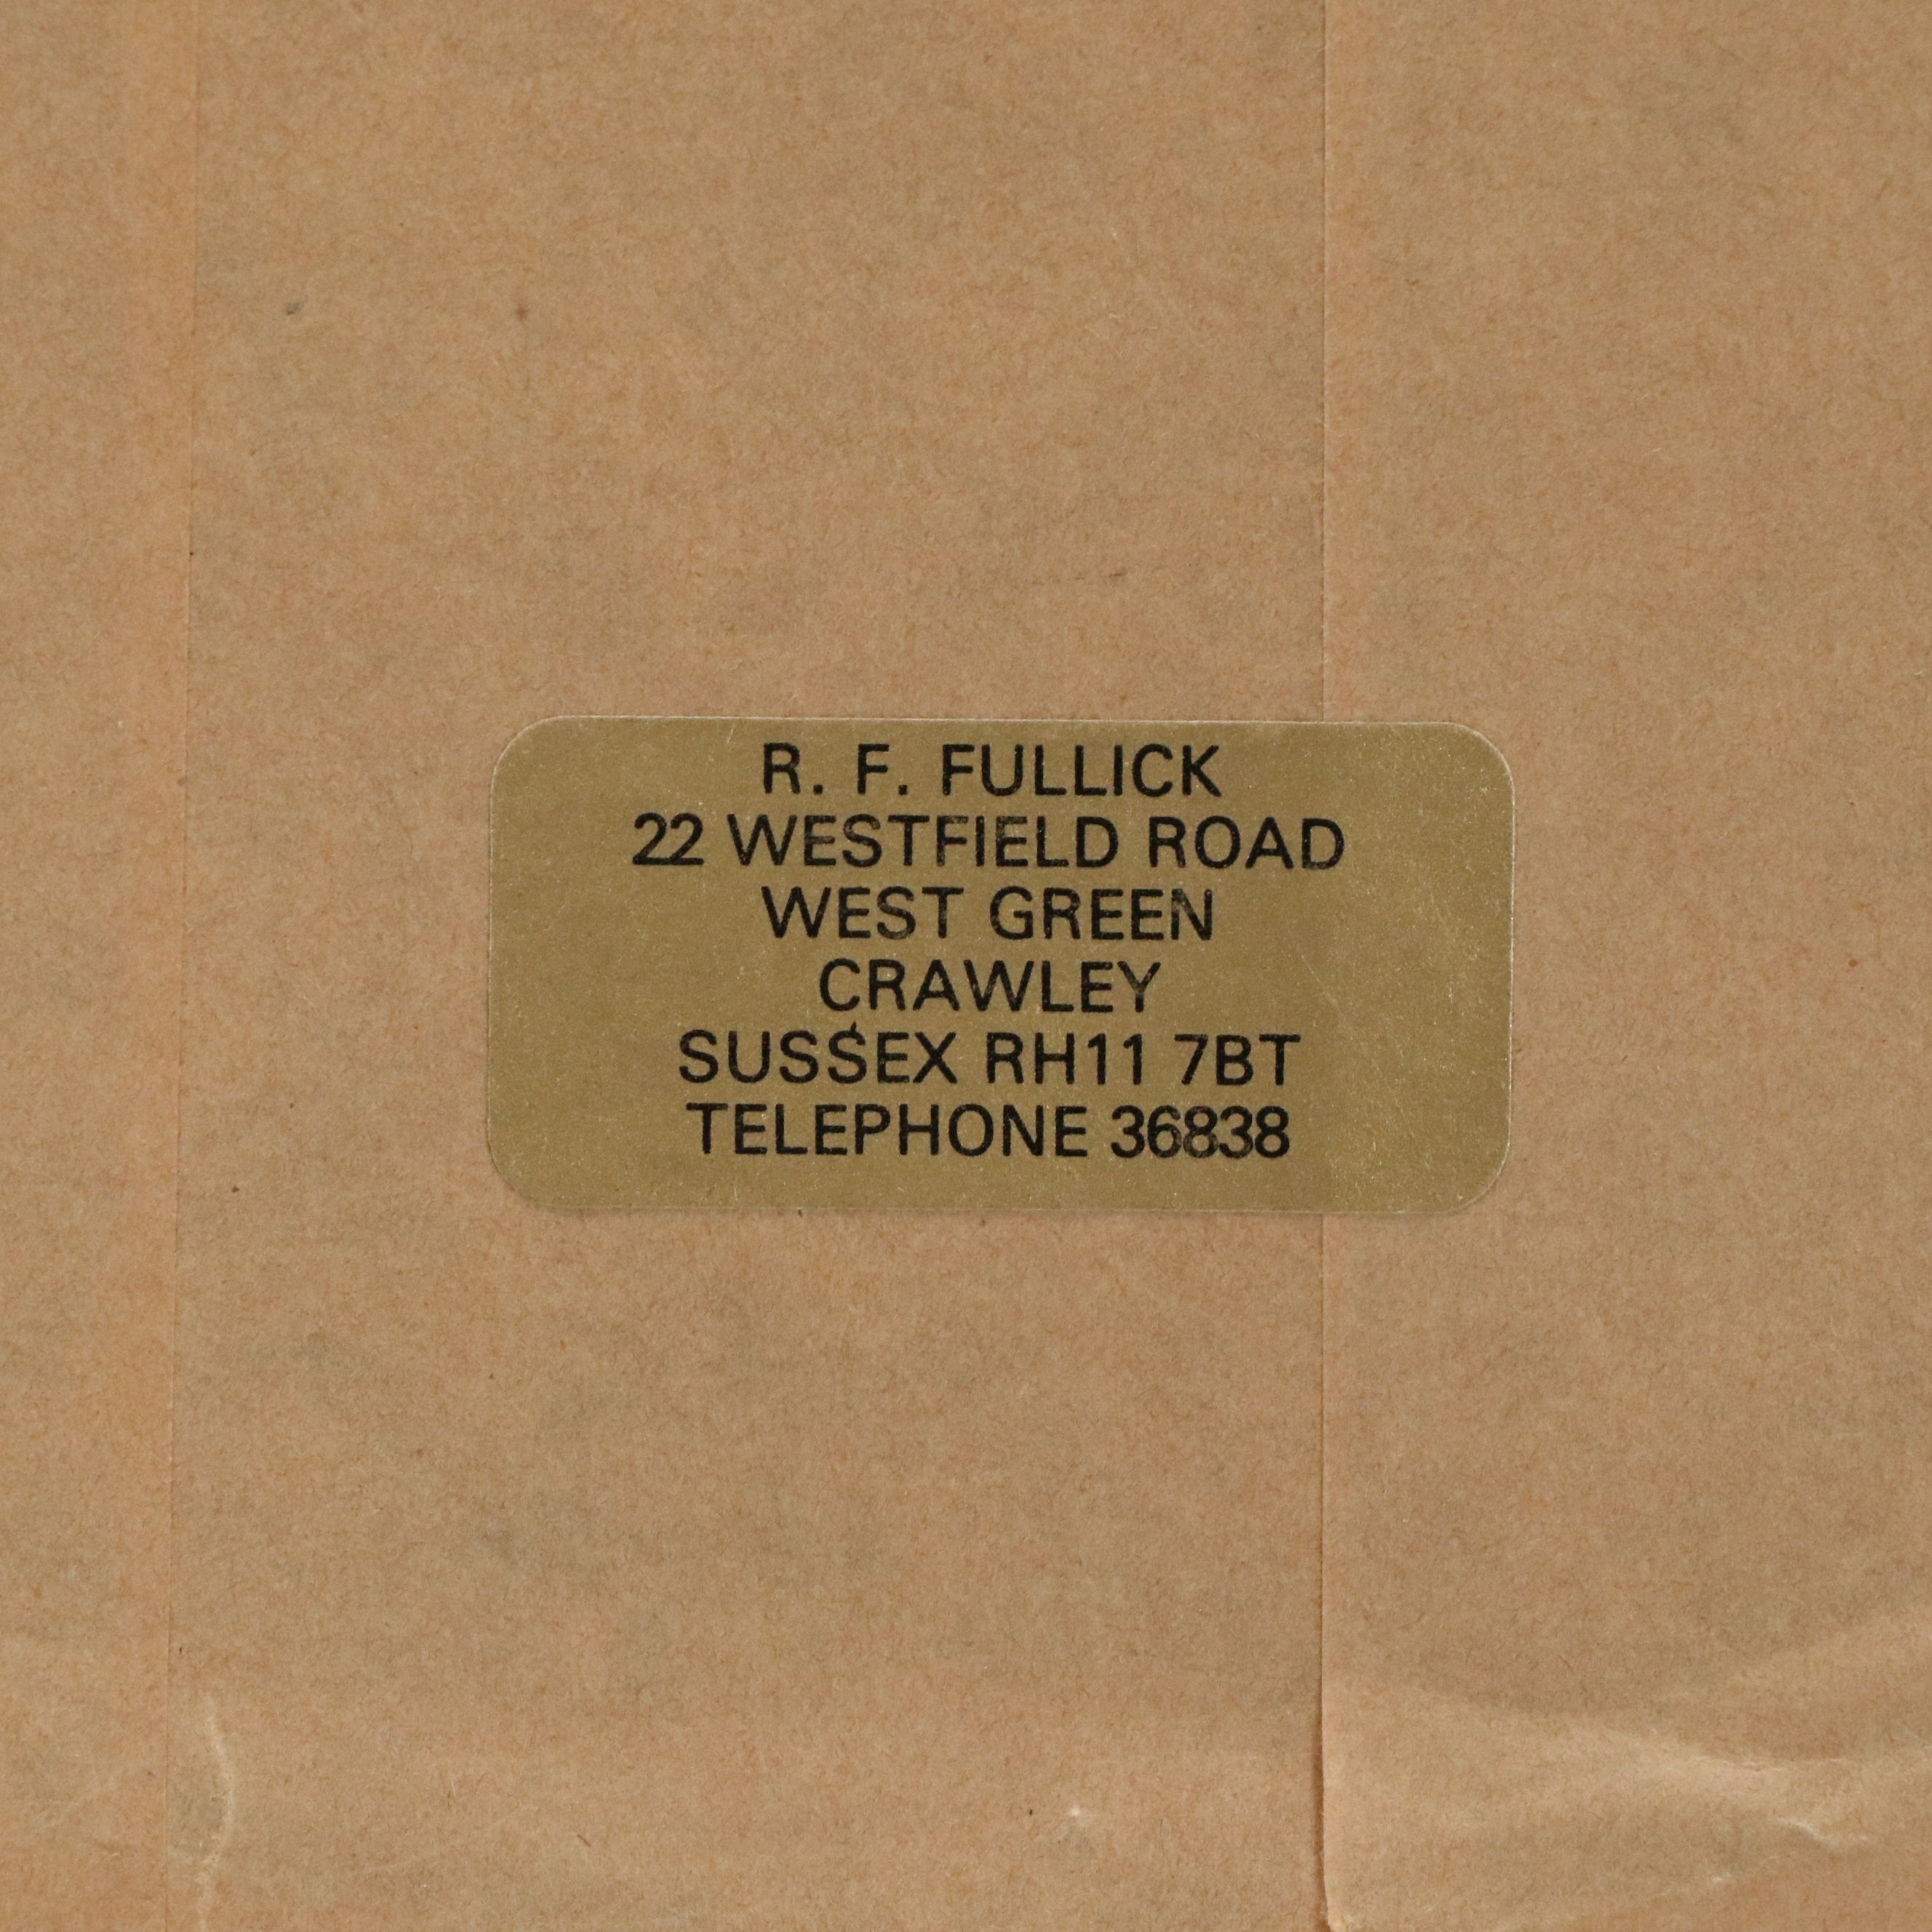 R. F. FULLICK
22 WESTFIELD ROAD
WEST GREEN
CRAWLEY
SUSSEX RH11 7BT
TELEPHONE 36838